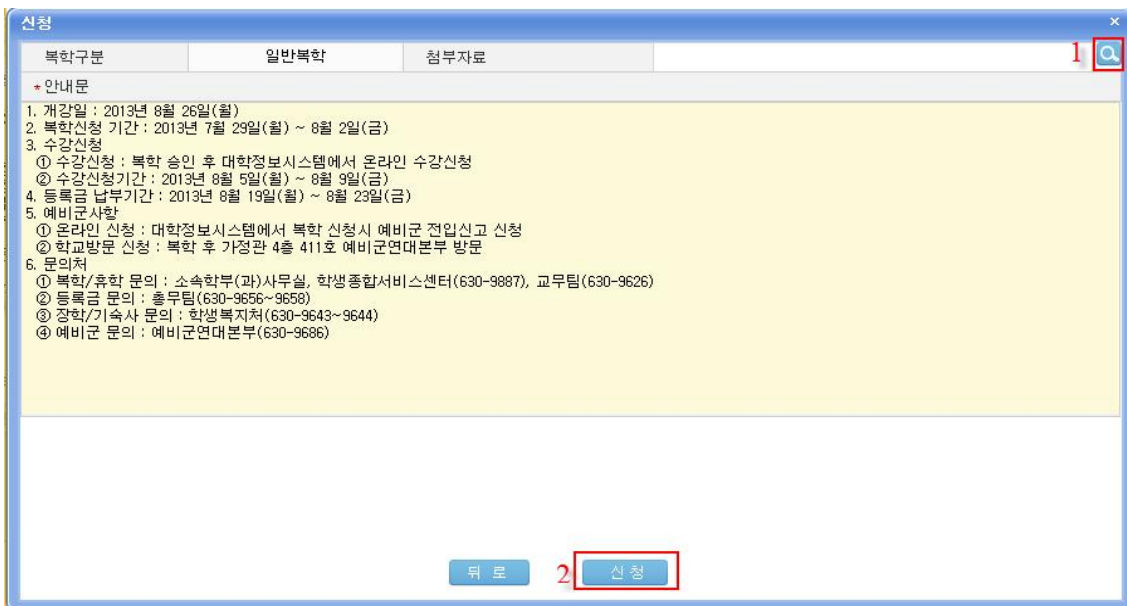 신청
복학구분 일반복학 첨부자료 1
*안내문
1. 개강일 : 2013년 8월 26일(월)
2. 복학신청 기간 : 2013년 7월 29일(월) ~ 8월 2일(금)
3. 수강신청
① 수강신청 : 복학 승인 후 대학정보시스템에서 온라인 수강신청
② 수강신청기간 : 2013년 8월 5일(월) ~ 8월 9일(금)
4. 등록금 납부기간 : 2013년 8월 19일(월) ~ 8월 23일(금)
5. 예비군사항
① 온라인 신청 : 대학정보시스템에서 복학 신청시 예비군 전입신고 신청
② 학교방문 신청 : 복학 후 가정관 4층 411호 예비군연대본부 방문
6. 문의처
① 복학/휴학 문의 : 소속학부(과)사무실, 학생종합서비스센터(630-9887), 교무팀(630-9626)
② 등록금 문의 : 총무팀(630-9656~9658)
③ 장학/기숙사 문의 : 학생복지처(630-9643~9644)
④ 예비군 문의 : 예비군연대본부(630-9686)
뒤로 2 신청